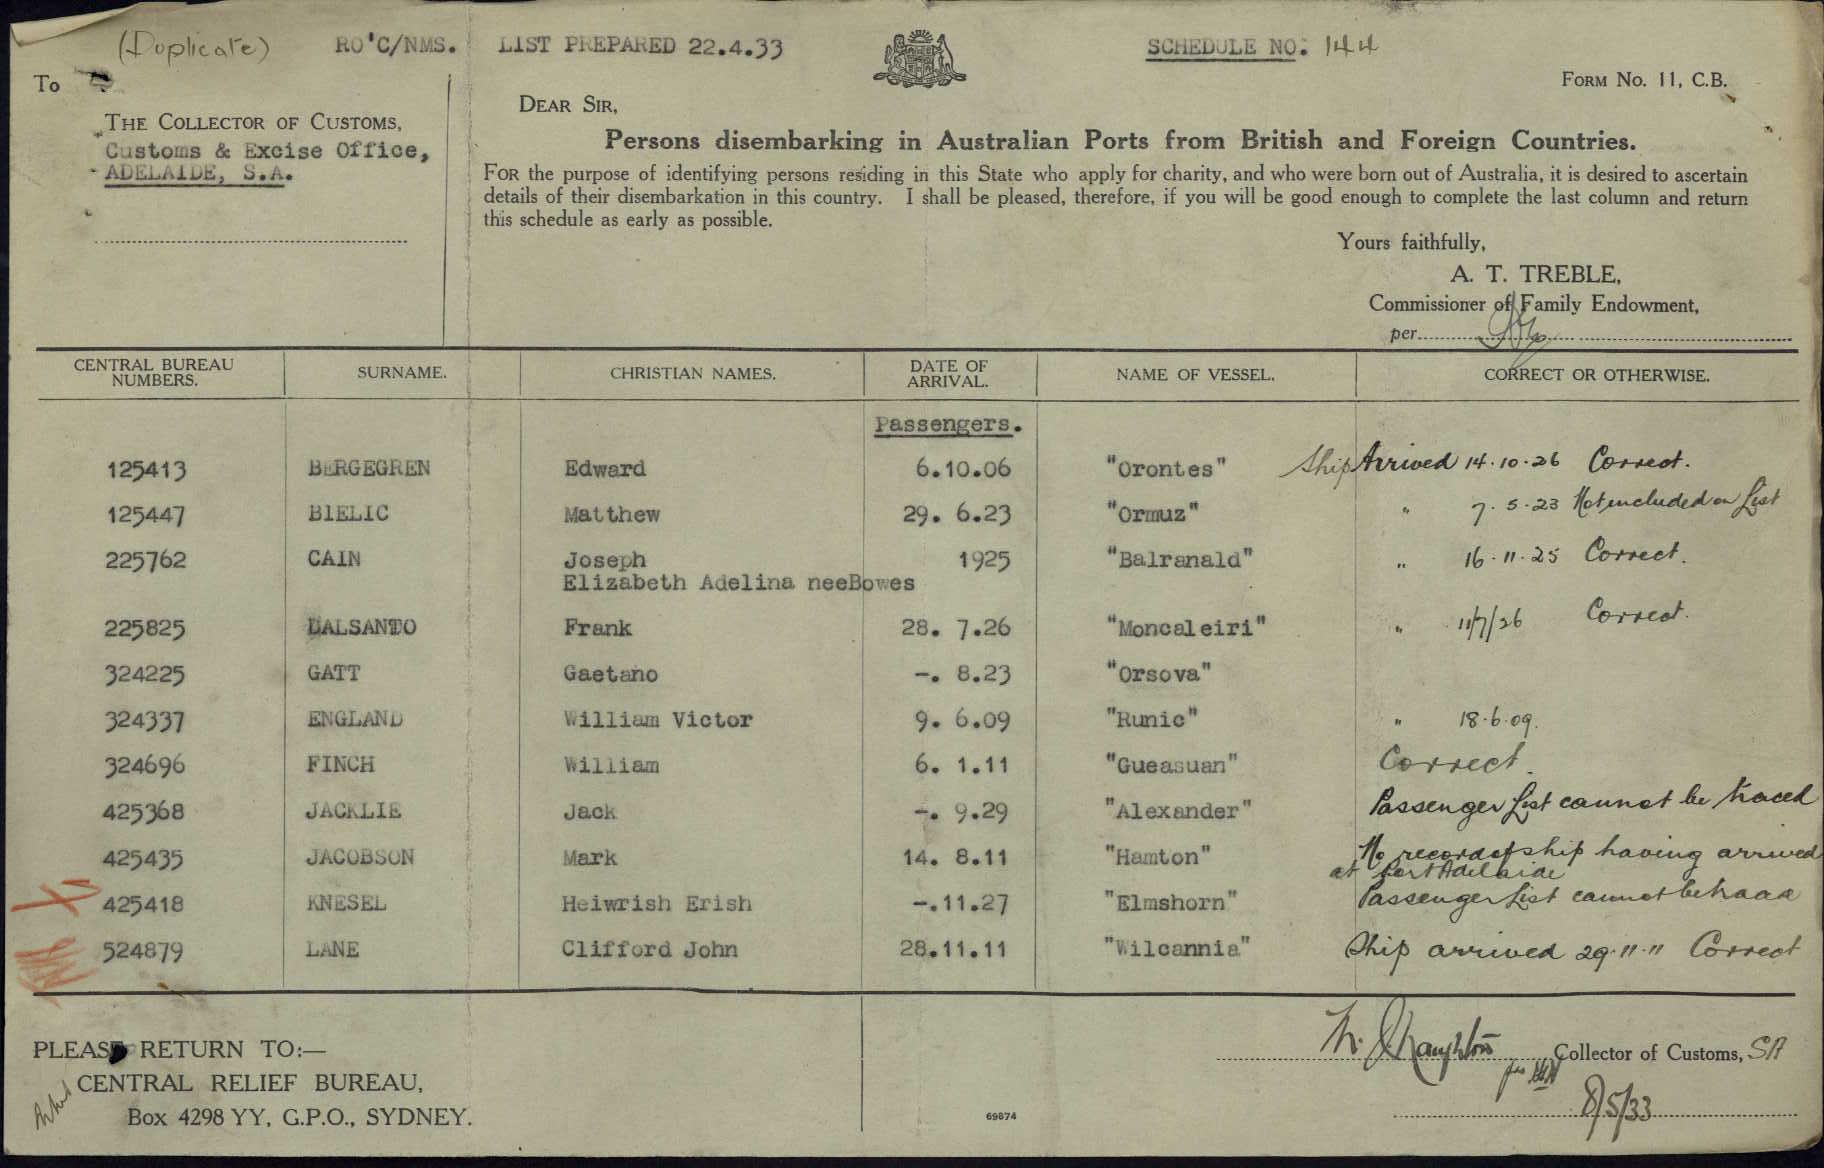 (Duplicate) RO'C/NMS. LIST PREPARED 22.4.33 SCHEDULE NO: 144
To
FORM No. 11, C.B.
DEAR SIR,
THE COLLECTOR OF CUSTOMS,
Customs & Excise Office,
ADELAIDE, S.A.
Persons disembarking in Australian Ports from British and Foreign Countries.
FOR the purpose of identifying persons residing in this State who apply for charity, and who were born out of Australia, it is desired to ascertain
details of their disembarkation in this country. I shall be pleased, therefore, if you will be good enough to complete the last column and return
this schedule as early as possible.
Yours faithfully,
A. T. TREBLE,
Commissioner of Family Endowment,
per
CENTRAL BUREAU NUMBERS. SURNAME. CHRISTIAN NAMES. DATE OF ARRIVAL. NAME OF VESSEL. CORRECT OR OTHERWISE.
Passengers.
125413 BERGEGREN Edward 6.10.06 "Orontes" Ship Arrived 14.10.26 Correct.
125447 BIELIC Matthew 29. 6.23 "Ormuz" " 7.5.23 Not included on List
225762 CAIN Joseph 1925 "Balranald" " 16.11.25 Correct.
Elizabeth Adelina neeBowes
225825 DALSANTO Frank 28. 7.26 "Moncaleiri" " 11/7/26 Correct.
324225 GATT Gaetano -. 8.23 "Orsova"
324337 ENGLAND William Victor 9. 6.09 "Runic" " 18.6.09.
324696 FINCH William 6. 1.11 "Gueasuan" Correct.
425368 JACKLIE Jack -. 9.29 "Alexander" Passenger List cannot be traced
425435 JACOBSON Mark 14. 8.11 "Hamton" No record of ship having arrived
at Port Adelaide
X 425418 KNESEL Heiwrish Erish -.11.27 "Elmshorn" Passenger List cannot be traced
524879 LANE Clifford John 28.11.11 "Wilcannia" Ship arrived 29.11.11 Correct
PLEASE RETURN TO:—
CENTRAL RELIEF BUREAU,
Box 4298 YY, G.P.O., SYDNEY.
69874
Collector of Customs, SA
8/5/33